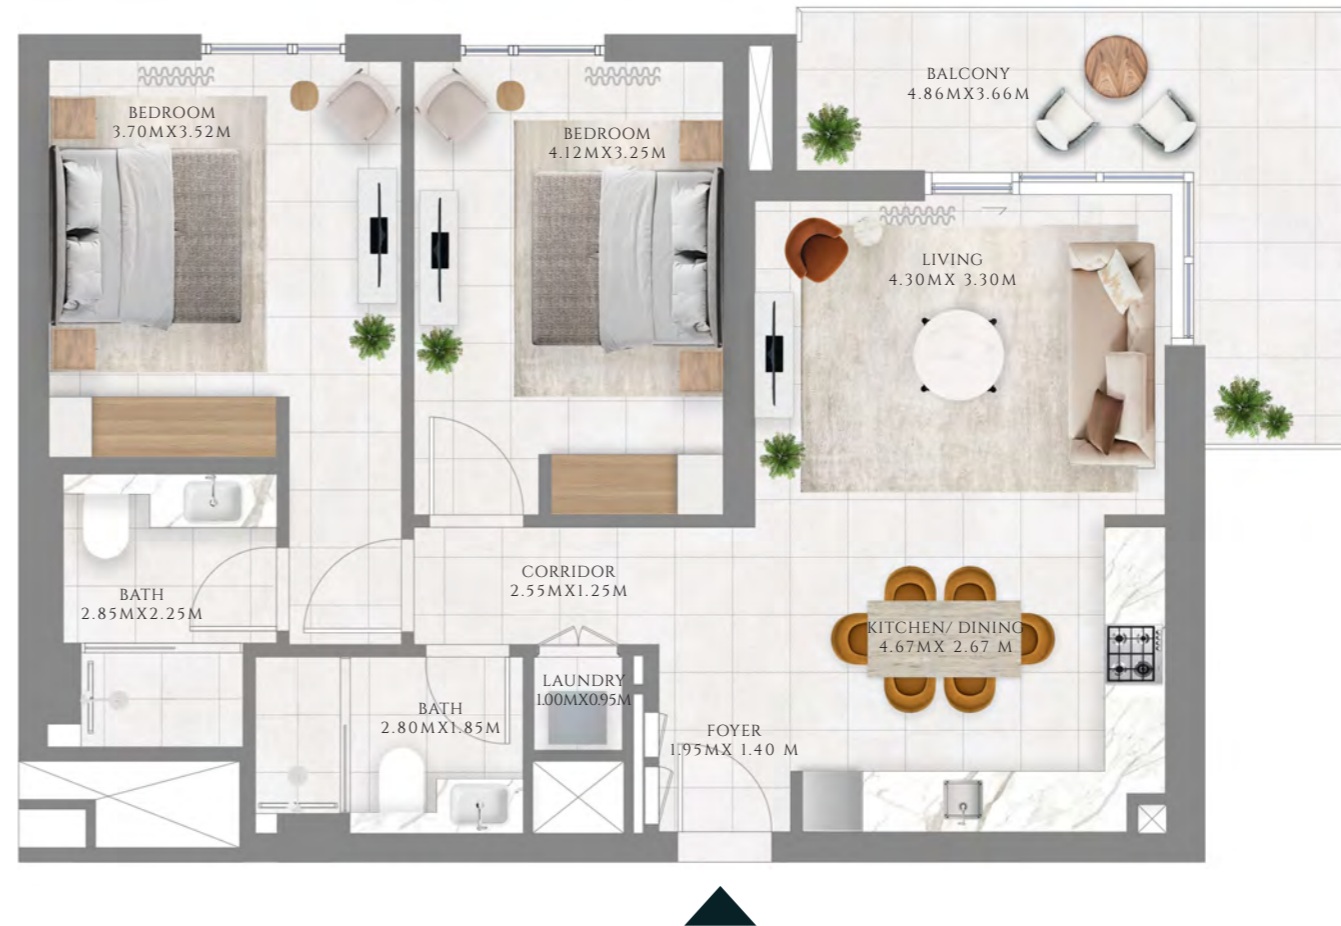 BALCONY
4.86MX3.66M
BEDROOM
3.70MX3.52M
BEDROOM
4.12MX3.25M
LIVING
4.30MX 3.30M
CORRIDOR
2.55MX1.25M
BATH
2.85MX2.25M
KITCHEN/ DINING
4.67MX 2.67 M
LAUNDRY
1.00MX0.95M
BATH
2.80MX1.85M
FOYER
1.95MX 1.40 M